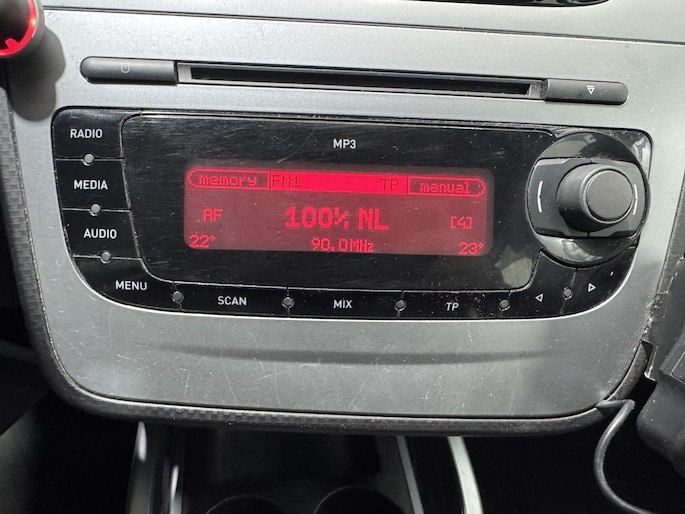 MP3
RADIO
MEDIA
AUDIO
MENU
memory FM1 TP manual
AF 100% NL [4]
22° 90.0MHz 23°
SCAN MIX TP